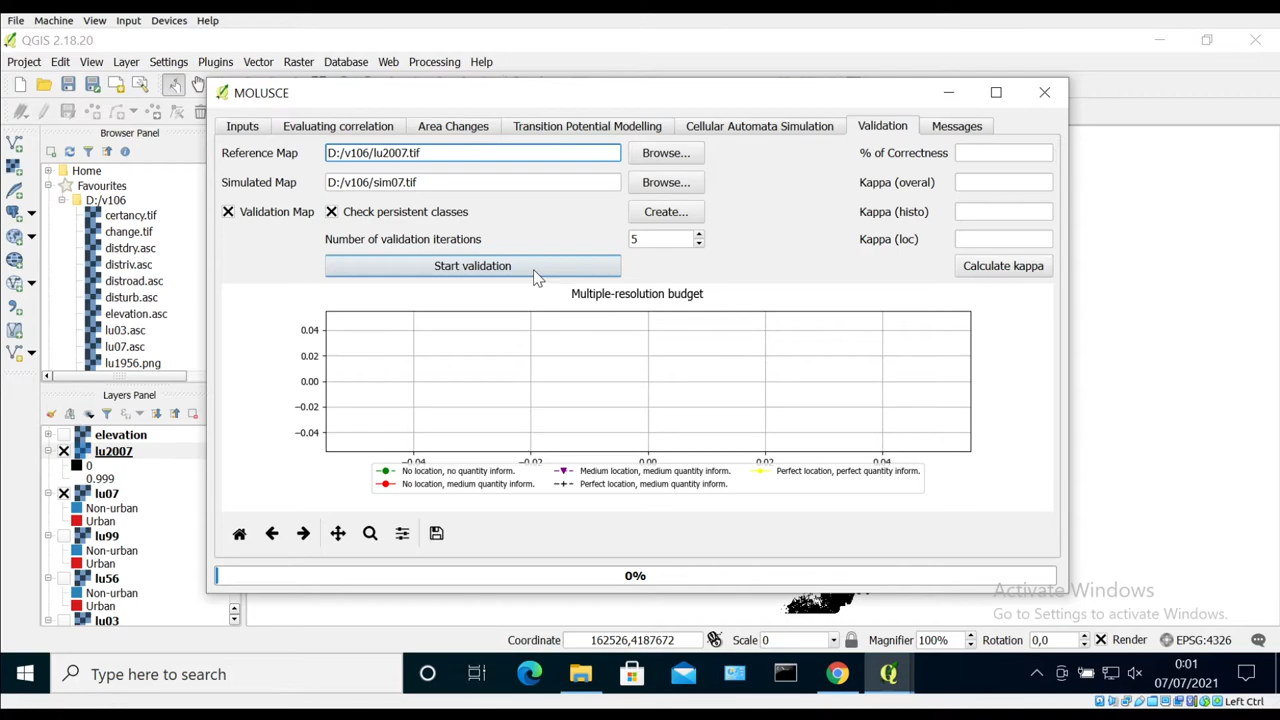 File Machine View Input Devices Help
QGIS 2.18.20
Project Edit View Layer Settings Plugins Vector Raster Database Web Processing Help
Browser Panel
Home
Favourites
D:/v106
certancy.tif
change.tif
distdry.asc
distriv.asc
distroad.asc
disturb.asc
elevation.asc
lu03.asc
lu07.asc
lu1956.png
Layers Panel
elevation
lu2007
0
0.999
lu07
Non-urban
Urban
lu99
Non-urban
Urban
lu56
Non-urban
Urban
lu03
MOLUSCE
Inputs Evaluating correlation Area Changes Transition Potential Modelling Cellular Automata Simulation Validation Messages
Reference Map D:/v106/lu2007.tif Browse... % of Correctness
Simulated Map D:/v106/sim07.tif Browse... Kappa (overal)
Validation Map Check persistent classes Create... Kappa (histo)
Number of validation iterations 5 Kappa (loc)
Start validation Calculate kappa
Multiple-resolution budget
0.04
0.02
0.00
−0.02
−0.04
−0.04 −0.02 0.00 0.02 0.04
No location, no quantity inform. Medium location, medium quantity inform. Perfect location, perfect quantity inform.
No location, medium quantity inform. Perfect location, medium quantity inform.
0%
Activate Windows
Go to Settings to activate Windows.
Coordinate 162526,4187672 Scale 0 Magnifier 100% Rotation 0,0 Render EPSG:4326
Type here to search
0:01
07/07/2021
Left Ctrl